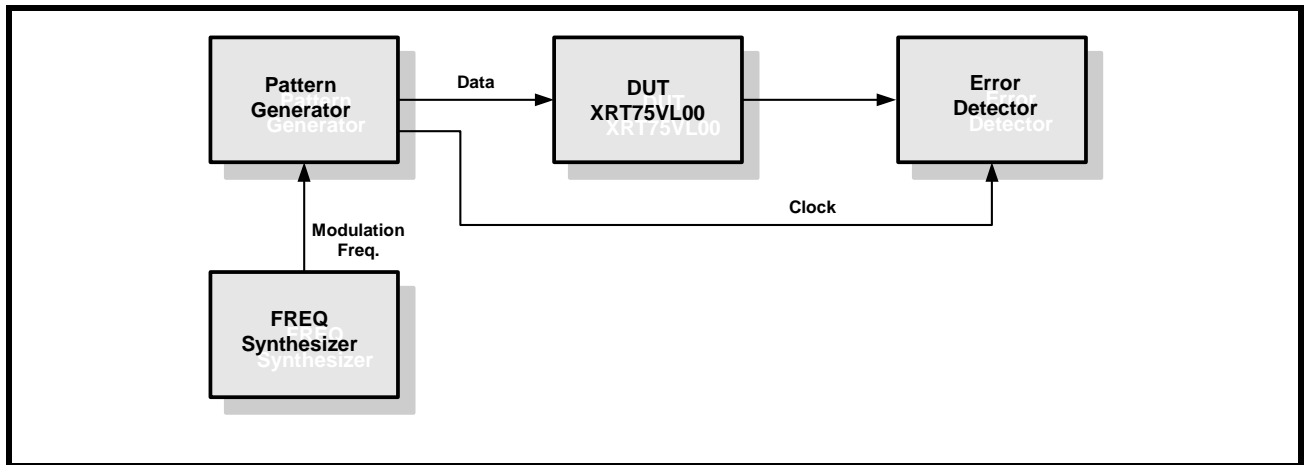 Pattern
Generator
Data
DUT
XRT75VL00
Error
Detector
Clock
Modulation
Freq.
FREQ
Synthesizer